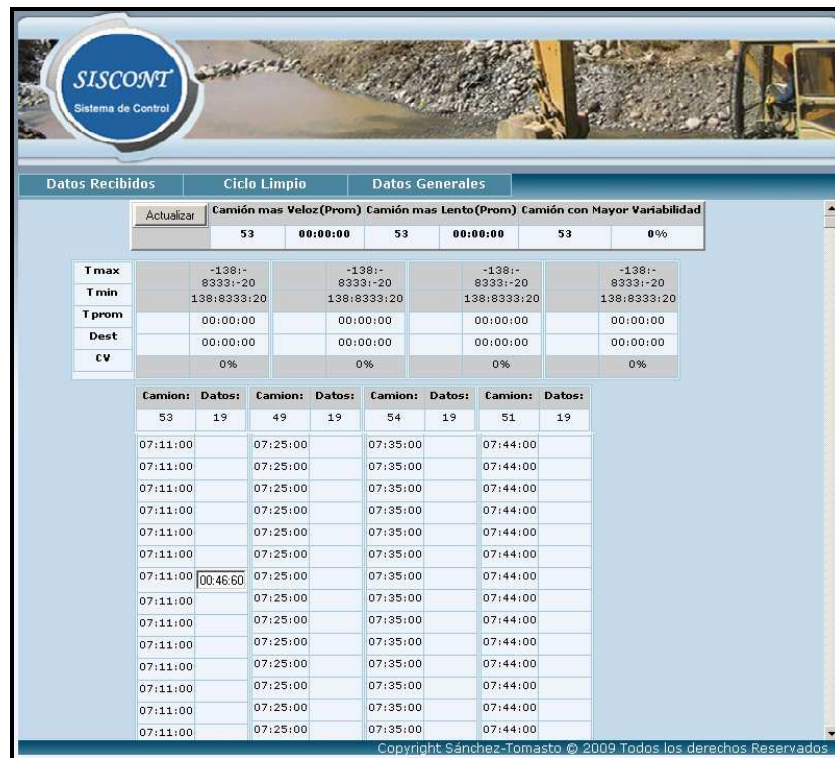 SISCONT
Sistema de Control
Datos Recibidos Ciclo Limpio Datos Generales
Actualizar Camión mas Veloz(Prom) Camión mas Lento(Prom) Camión con Mayor Variabilidad
53 00:00:00 53 00:00:00 53 0%
T max -138:-8333:-20 -138:-8333:-20 -138:-8333:-20 -138:-8333:-20
T min 138:8333:20 138:8333:20 138:8333:20 138:8333:20
T prom 00:00:00 00:00:00 00:00:00 00:00:00
Dest 00:00:00 00:00:00 00:00:00 00:00:00
CV 0% 0% 0% 0%
Camion: Datos: Camion: Datos: Camion: Datos: Camion: Datos:
53 19 49 19 54 19 51 19
07:11:00 07:25:00 07:35:00 07:44:00
07:11:00 07:25:00 07:35:00 07:44:00
07:11:00 07:25:00 07:35:00 07:44:00
07:11:00 07:25:00 07:35:00 07:44:00
07:11:00 07:25:00 07:35:00 07:44:00
07:11:00 07:25:00 07:35:00 07:44:00
07:11:00 00:46:60 07:25:00 07:35:00 07:44:00
07:11:00 07:25:00 07:35:00 07:44:00
07:11:00 07:25:00 07:35:00 07:44:00
07:11:00 07:25:00 07:35:00 07:44:00
07:11:00 07:25:00 07:35:00 07:44:00
07:11:00 07:25:00 07:35:00 07:44:00
07:11:00 07:25:00 07:35:00 07:44:00
07:11:00 07:25:00 07:35:00 07:44:00
Copyright Sánchez-Tomasto © 2009 Todos los derechos Reservados